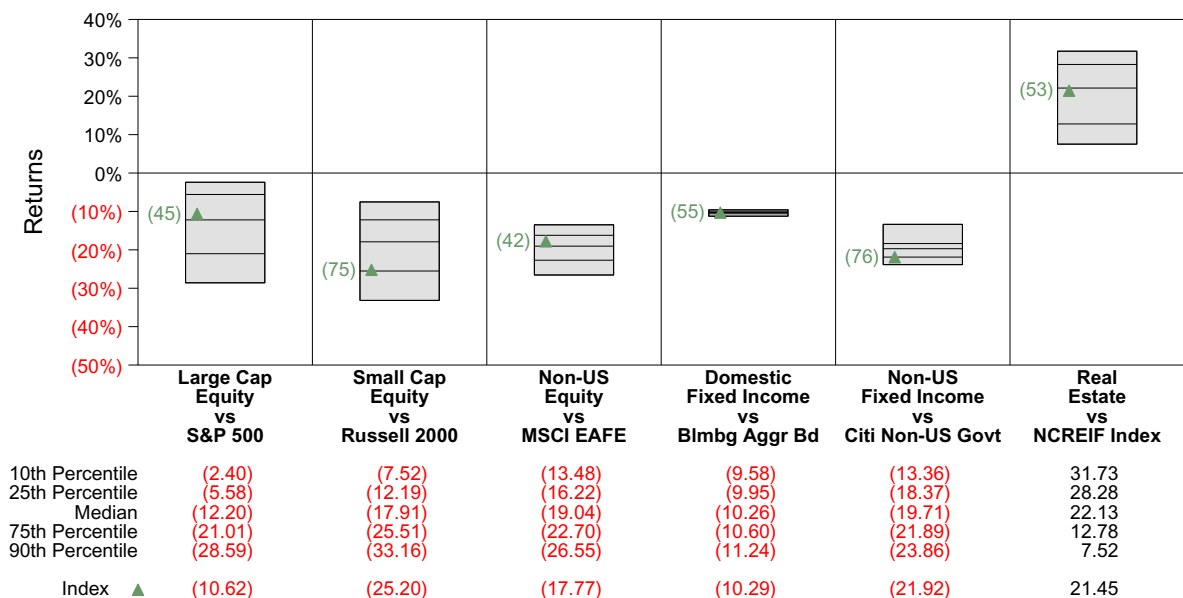 40%
30%
20%
10%
0%
(10%)
(20%)
(30%)
(40%)
(50%)
Returns
(45)
(75)
(42)
(55)
(76)
(53)
Large Cap
Equity
vs
S&P 500
Small Cap
Equity
vs
Russell 2000
Non-US
Equity
vs
MSCI EAFE
Domestic
Fixed Income
vs
Blmbg Aggr Bd
Non-US
Fixed Income
vs
Citi Non-US Govt
Real
Estate
vs
NCREIF Index
10th Percentile (2.40) (7.52) (13.48) (9.58) (13.36) 31.73
25th Percentile (5.58) (12.19) (16.22) (9.95) (18.37) 28.28
Median (12.20) (17.91) (19.04) (10.26) (19.71) 22.13
75th Percentile (21.01) (25.51) (22.70) (10.60) (21.89) 12.78
90th Percentile (28.59) (33.16) (26.55) (11.24) (23.86) 7.52
Index (10.62) (25.20) (17.77) (10.29) (21.92) 21.45